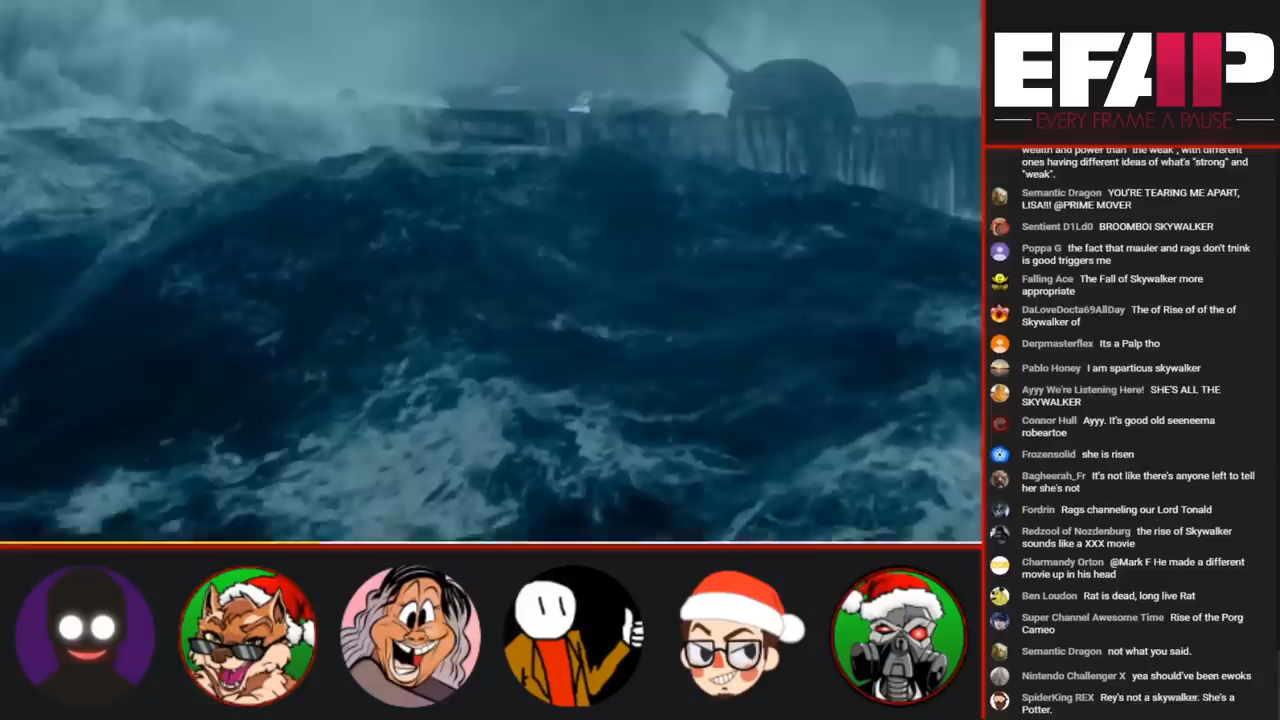 EFAP
EVERY FRAME A PAUSE
wealth and power than "the weak", with different
ones having different ideas of what's "strong" and
"weak".
Semantic Dragon YOU'RE TEARING ME APART,
LISA!!! @PRIME MOVER
Sentient D1Ld0 BROOMBOI SKYWALKER
Poppa G the fact that mauler and rags don't tnink
is good triggers me
Falling Ace The Fall of Skywalker more
appropriate
DaLoveDocta69AllDay The of Rise of of the of
Skywalker of
Derpmasterflex Its a Palp tho
Pablo Honey I am sparticus skywalker
Ayyy We're Listening Here! SHE'S ALL THE
SKYWALKER
Connor Hull Ayyy. It's good old seeneema
robeartoe
Frozensolid she is risen
Bagheerah_Fr It's not like there's anyone left to tell
her she's not
Fordrin Rags channeling our Lord Tonald
Redzool of Nozdenburg the rise of Skywalker
sounds like a XXX movie
Charmandy Orton @Mark F He made a different
movie up in his head
Ben Loudon Rat is dead, long live Rat
Super Channel Awesome Time Rise of the Porg
Cameo
Semantic Dragon not what you said.
Nintendo Challenger X yea should've been ewoks
SpiderKing REX Rey's not a skywalker. She's a
Potter.